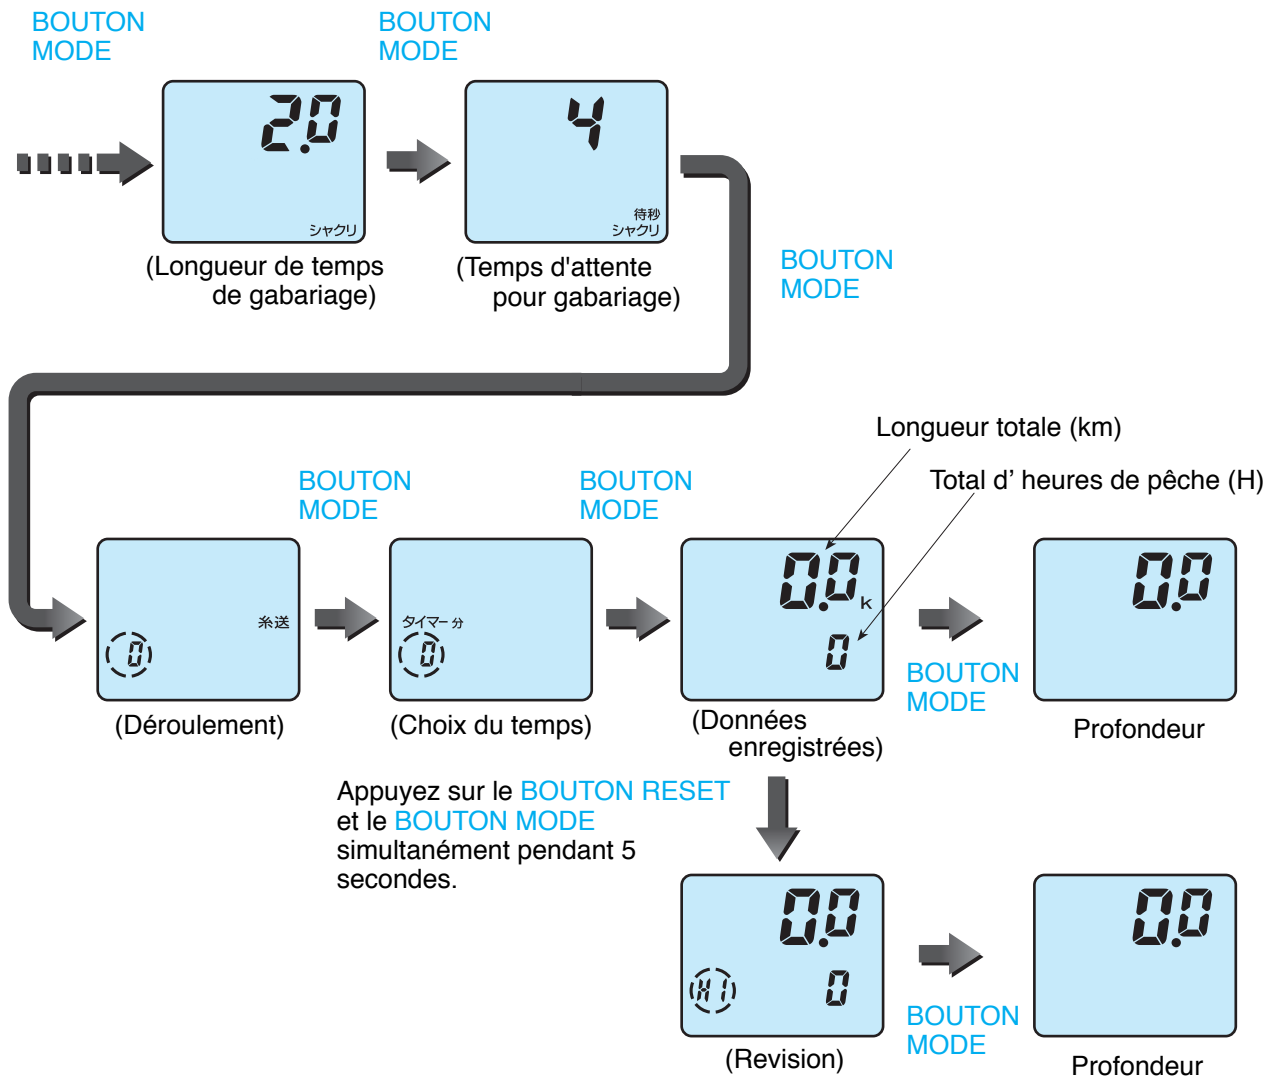 BOUTON
MODE
BOUTON
MODE
2.0
シャクリ
4
待秒
シャクリ
(Longueur de temps
de gabariage)
(Temps d'attente
pour gabariage)
BOUTON
MODE
Longueur totale (km)
Total d' heures de pêche (H)
BOUTON
MODE
BOUTON
MODE
糸送
0
タイマー分
0
0.0
k
0
0.0
BOUTON
MODE
(Déroulement)
(Choix du temps)
(Données
enregistrées)
Profondeur
Appuyez sur le BOUTON RESET
et le BOUTON MODE
simultanément pendant 5
secondes.
0.0
H1
0
0.0
BOUTON
MODE
(Revision)
Profondeur